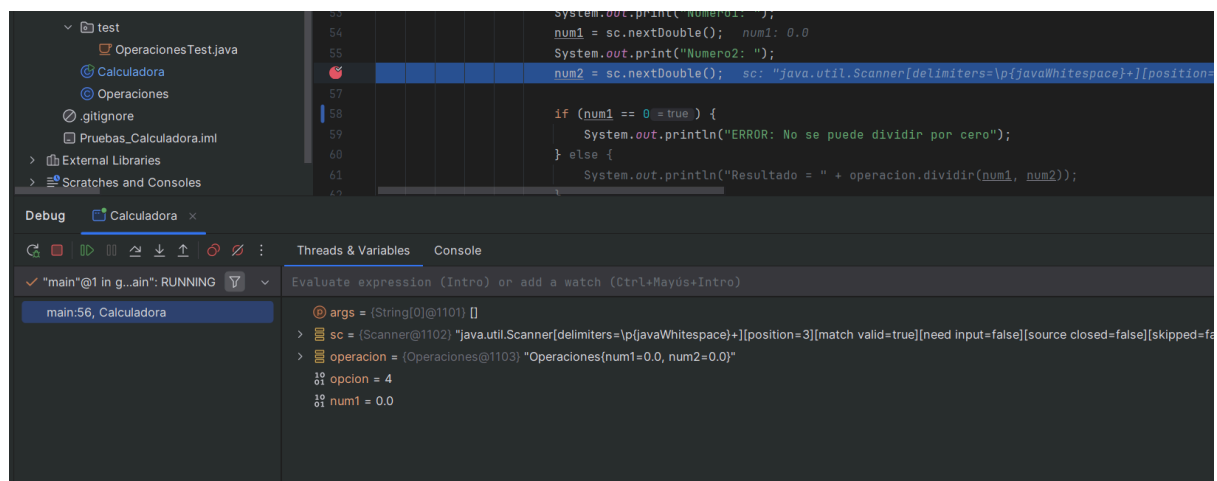 test
OperacionesTest.java
Calculadora
Operaciones
.gitignore
Pruebas_Calculadora.iml
External Libraries
Scratches and Consoles
53 System.out.print("Numero1: ");
54 num1 = sc.nextDouble(); num1: 0.0
55 System.out.print("Numero2: ");
num2 = sc.nextDouble(); sc: "java.util.Scanner[delimiters=\p{javaWhitespace}+][position=
57
58 if (num1 == 0 = true ) {
59 System.out.println("ERROR: No se puede dividir por cero");
60 } else {
61 System.out.println("Resultado = " + operacion.dividir(num1, num2));
62 }
Debug Calculadora
Threads & Variables Console
"main"@1 in g...ain": RUNNING
Evaluate expression (Intro) or add a watch (Ctrl+Mayús+Intro)
main:56, Calculadora
args = {String[0]@1101} []
sc = {Scanner@1102} "java.util.Scanner[delimiters=\p{javaWhitespace}+][position=3][match valid=true][need input=false][source closed=false][skipped=fa
operacion = {Operaciones@1103} "Operaciones{num1=0.0, num2=0.0}"
opcion = 4
num1 = 0.0